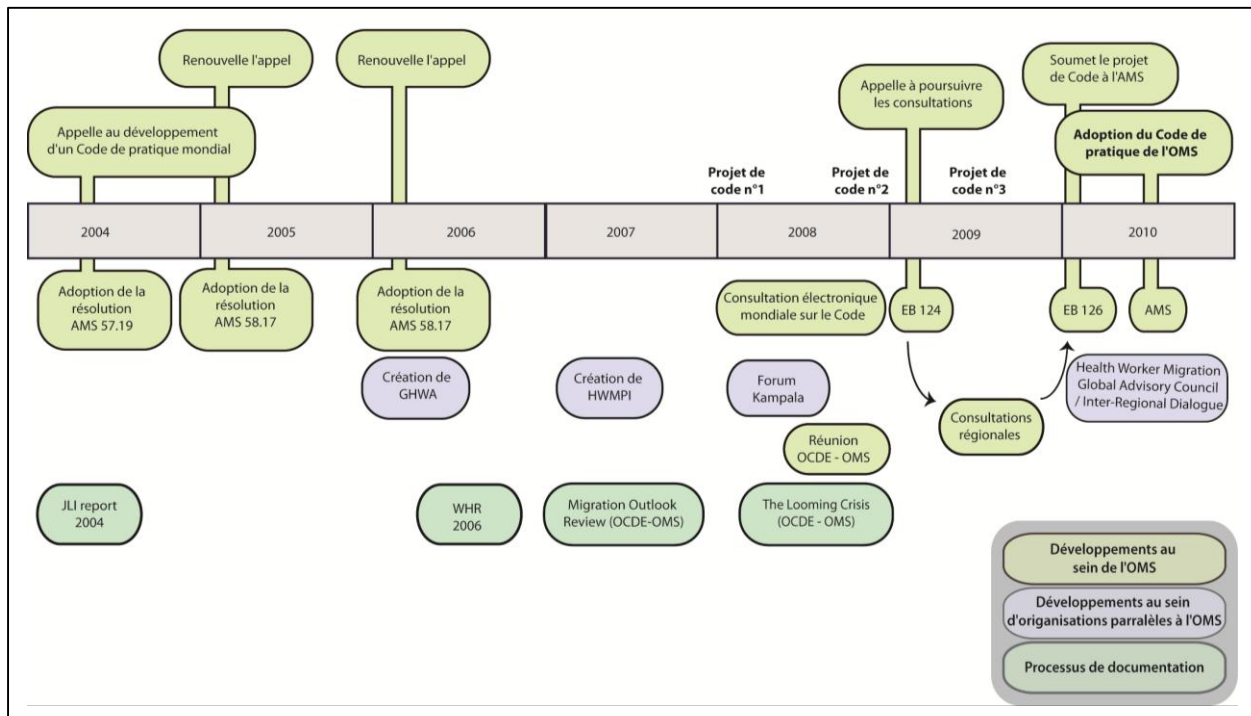 Renouvelle l'appel
Renouvelle l'appel
Soumet le projet
de Code à l'AMS
Appelle à poursuivre
les consultations
Appelle au développement
d'un Code de pratique mondial
Adoption du Code de
pratique de l'OMS
Projet de
code n°1
Projet de
code n°2
Projet de
code n°3
2004
2005
2006
2007
2008
2009
2010
Adoption de la
résolution
AMS 57.19
Adoption de la
résolution
AMS 58.17
Adoption de la
résolution
AMS 58.17
Consultation électronique
mondiale sur le Code
EB 124
EB 126
AMS
Création de
GHWA
Création de
HWMPI
Forum
Kampala
Health Worker Migration
Global Advisory Council
/ Inter-Regional Dialogue
Consultations
régionales
Réunion
OCDE - OMS
JLI report
2004
WHR
2006
Migration Outlook
Review (OCDE-OMS)
The Looming Crisis
(OCDE - OMS)
Développements au
sein de l'OMS
Développements au sein
d'origanisations parralèles à l'OMS
Processus de documentation